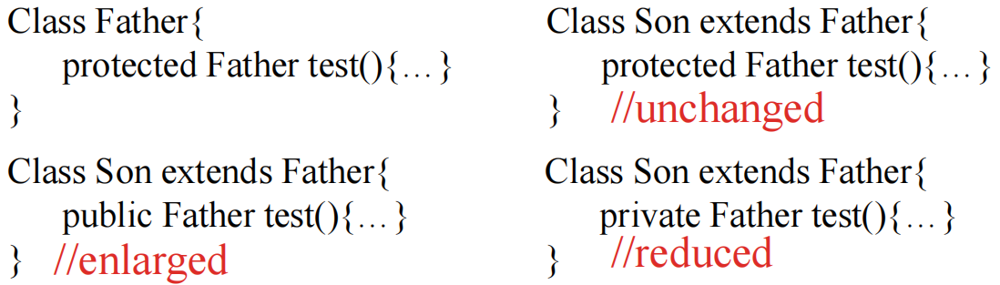 Class Father{
protected Father test(){...}
}
Class Son extends Father{
protected Father test(){...}
} //unchanged
Class Son extends Father{
public Father test(){...}
} //enlarged
Class Son extends Father{
private Father test(){...}
} //reduced